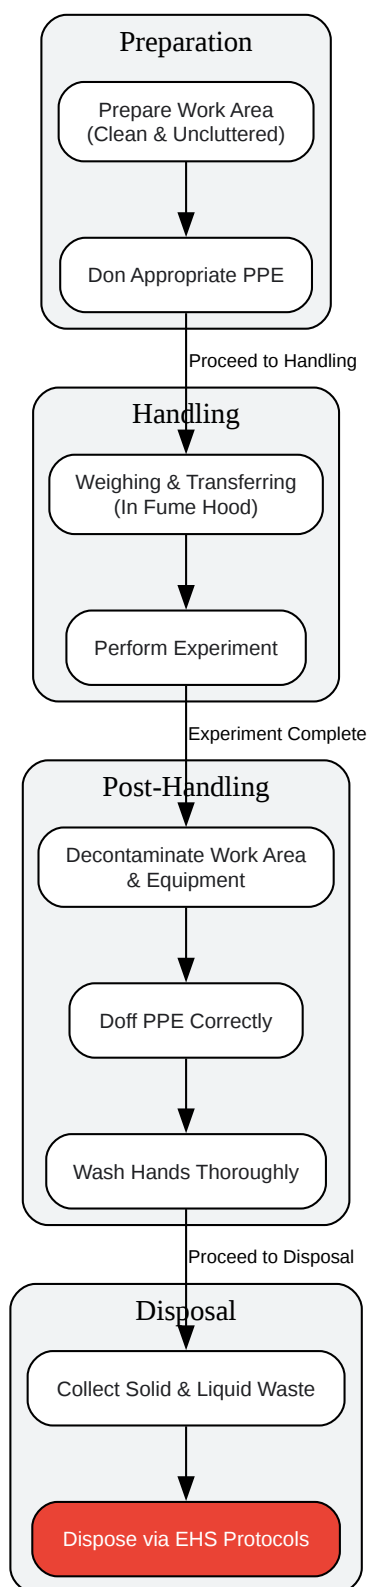 Preparation
Prepare Work Area
(Clean & Uncluttered)
Don Appropriate PPE
Proceed to Handling
Handling
Weighing & Transferring
(In Fume Hood)
Perform Experiment
Experiment Complete
Post-Handling
Decontaminate Work Area
& Equipment
Doff PPE Correctly
Wash Hands Thoroughly
Proceed to Disposal
Disposal
Collect Solid & Liquid Waste
Dispose via EHS Protocols